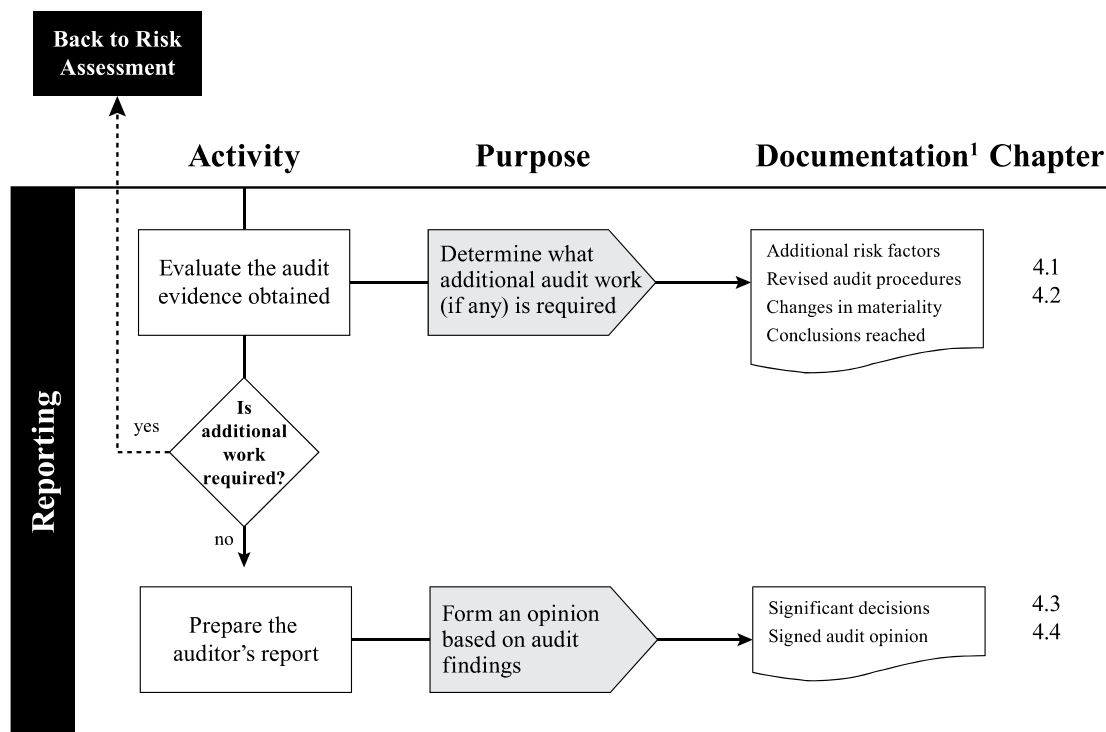 Back to Risk
Assessment
Activity
Purpose
Documentation¹ Chapter
Reporting
Evaluate the audit
evidence obtained
Determine what
additional audit work
(if any) is required
Additional risk factors
Revised audit procedures
Changes in materiality
Conclusions reached
4.1
4.2
Is
additional
work
required?
yes
no
Prepare the
auditor’s report
Form an opinion
based on audit
findings
Significant decisions
Signed audit opinion
4.3
4.4